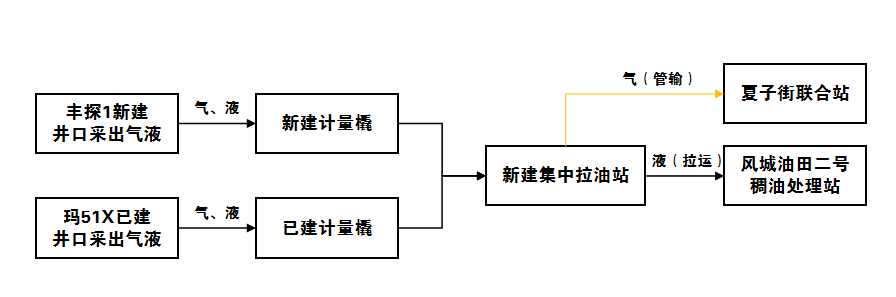 气（管输）
夏子街联合站
丰探1新建
井口采出气液
气、液
新建计量橇
新建集中拉油站
液（拉运）
风城油田二号
稠油处理站
玛51X已建
井口采出气液
气、液
已建计量橇